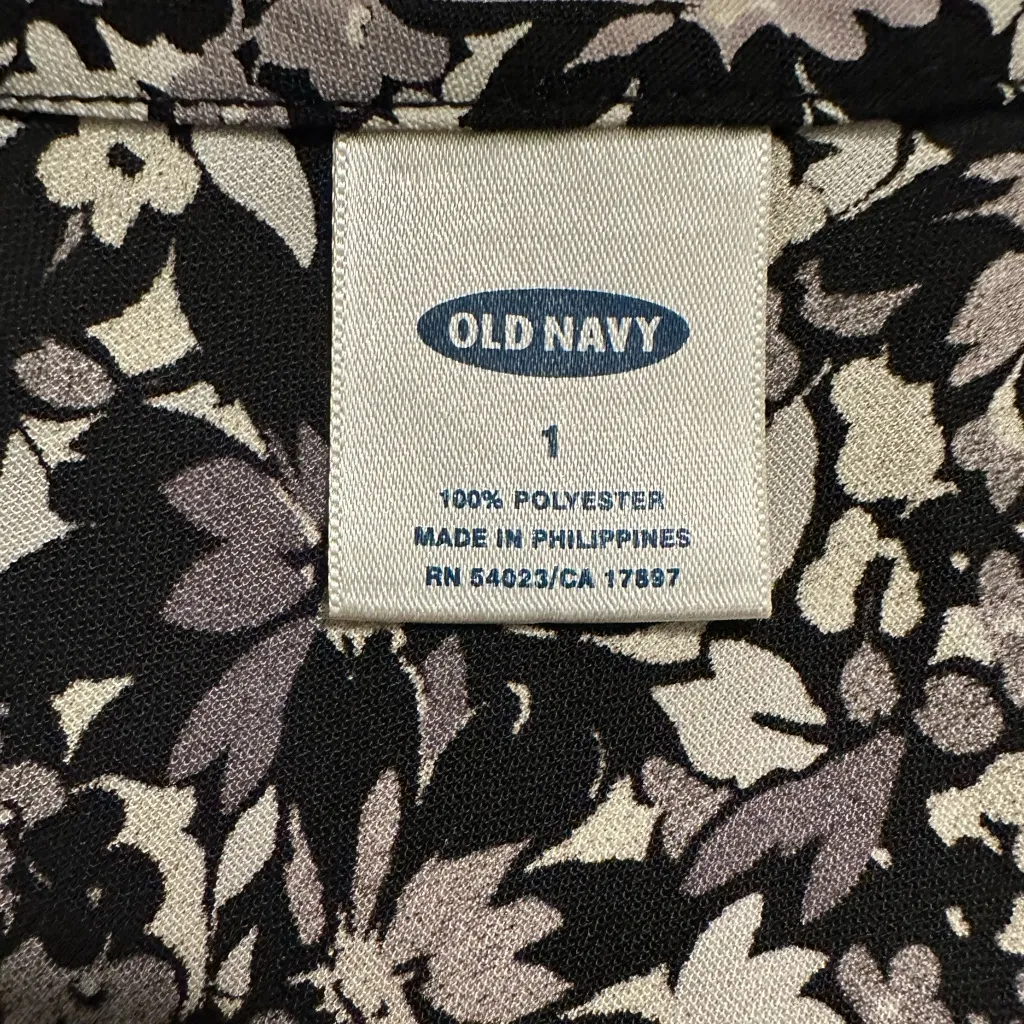 OLD NAVY
1
100% POLYESTER
MADE IN PHILIPPINES
RN 54023/CA 17897